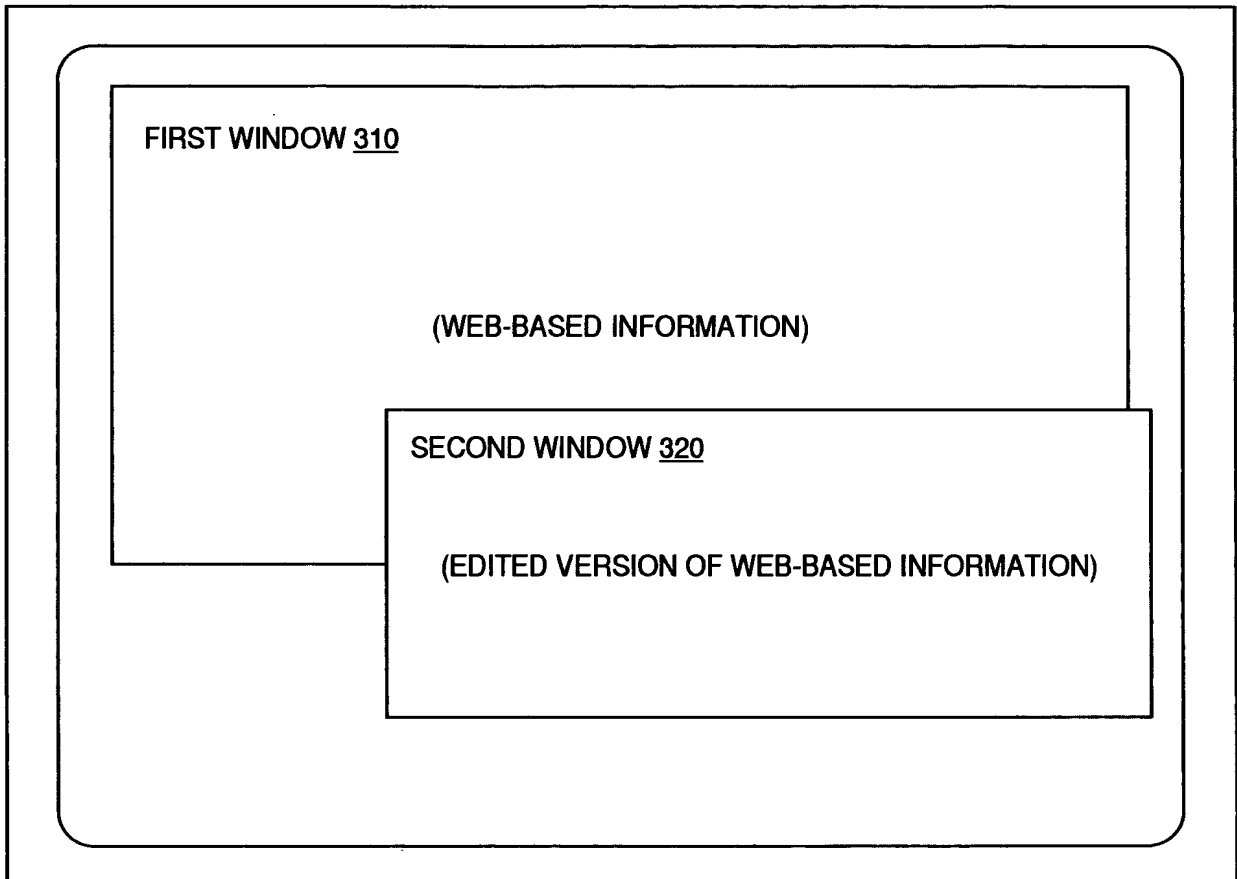 FIRST WINDOW 310
(WEB-BASED INFORMATION)
SECOND WINDOW 320
(EDITED VERSION OF WEB-BASED INFORMATION)